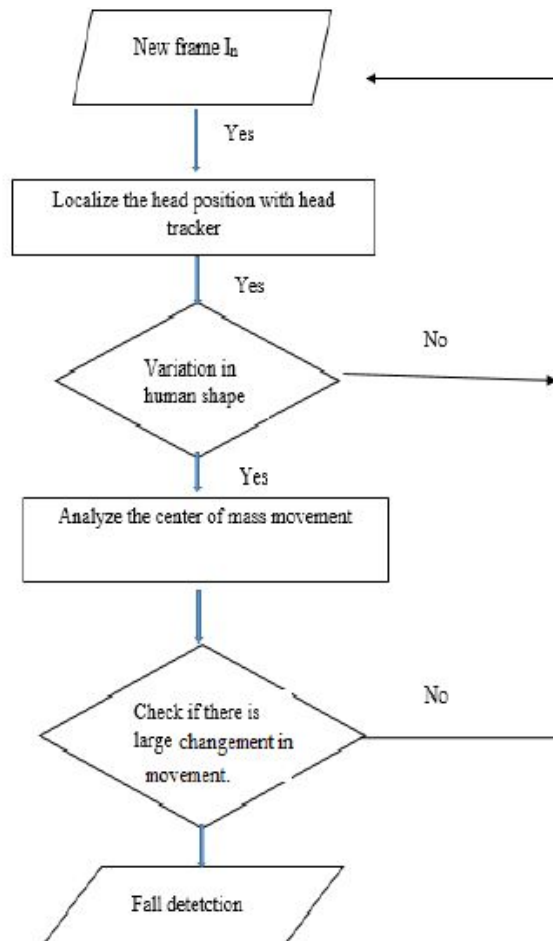 New frame In
Yes
Localize the head position with head
tracker
Yes
Variation in
human shape
No
Yes
Analyze the center of mass movement
Check if there is
large changement in
movement.
No
Fall detetction